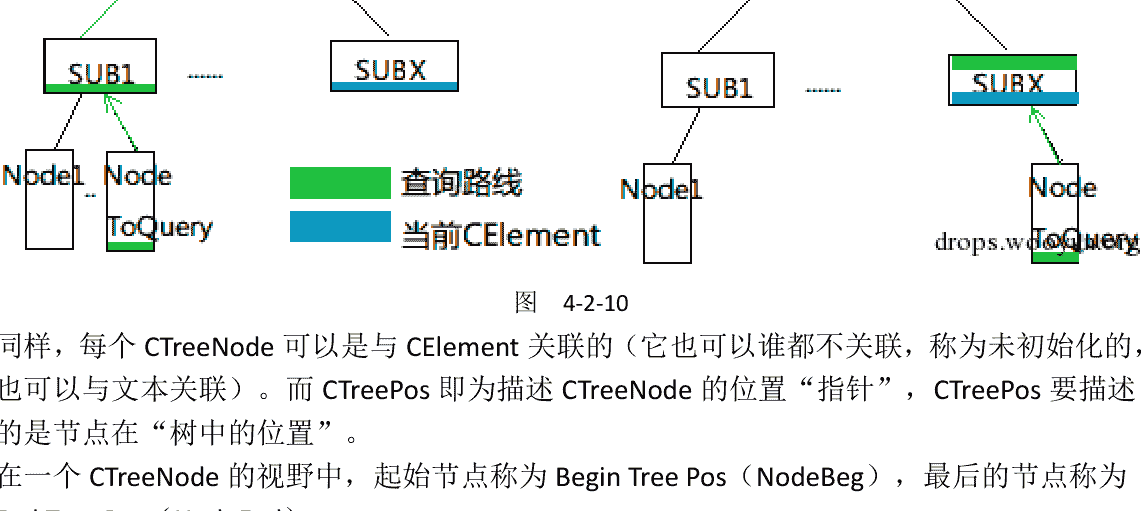 SUB1 ...... SUBX
SUB1 ...... SUBX
Node1 .. Node
ToQuery
查询路线
当前CElement
Node1
Node
ToQuery
drops.wooyun.org
图 4-2-10
同样，每个 CTreeNode 可以是与 CElement 关联的（它也可以谁都不关联，称为未初始化的，
也可以与文本关联）。而 CTreePos 即为描述 CTreeNode 的位置“指针”，CTreePos 要描述
的是节点在“树中的位置”。
在一个 CTreeNode 的视野中，起始节点称为 Begin Tree Pos（NodeBeg），最后的节点称为